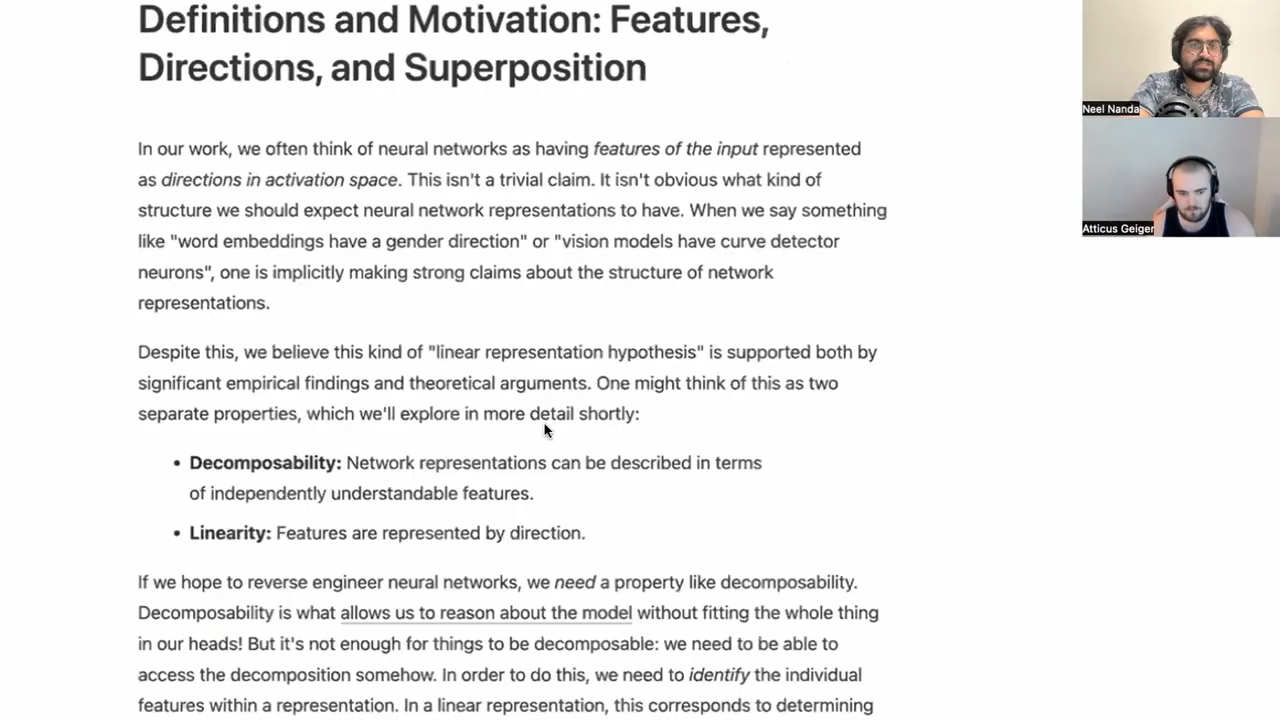 Definitions and Motivation: Features,
Directions, and Superposition
In our work, we often think of neural networks as having features of the input represented
as directions in activation space. This isn't a trivial claim. It isn't obvious what kind of
structure we should expect neural network representations to have. When we say something
like "word embeddings have a gender direction" or "vision models have curve detector
neurons", one is implicitly making strong claims about the structure of network
representations.
Despite this, we believe this kind of "linear representation hypothesis" is supported both by
significant empirical findings and theoretical arguments. One might think of this as two
separate properties, which we'll explore in more detail shortly:
• Decomposability: Network representations can be described in terms
of independently understandable features.
• Linearity: Features are represented by direction.
If we hope to reverse engineer neural networks, we need a property like decomposability.
Decomposability is what allows us to reason about the model without fitting the whole thing
in our heads! But it's not enough for things to be decomposable: we need to be able to
access the decomposition somehow. In order to do this, we need to identify the individual
features within a representation. In a linear representation, this corresponds to determining
Neel Nanda
Atticus Geiger